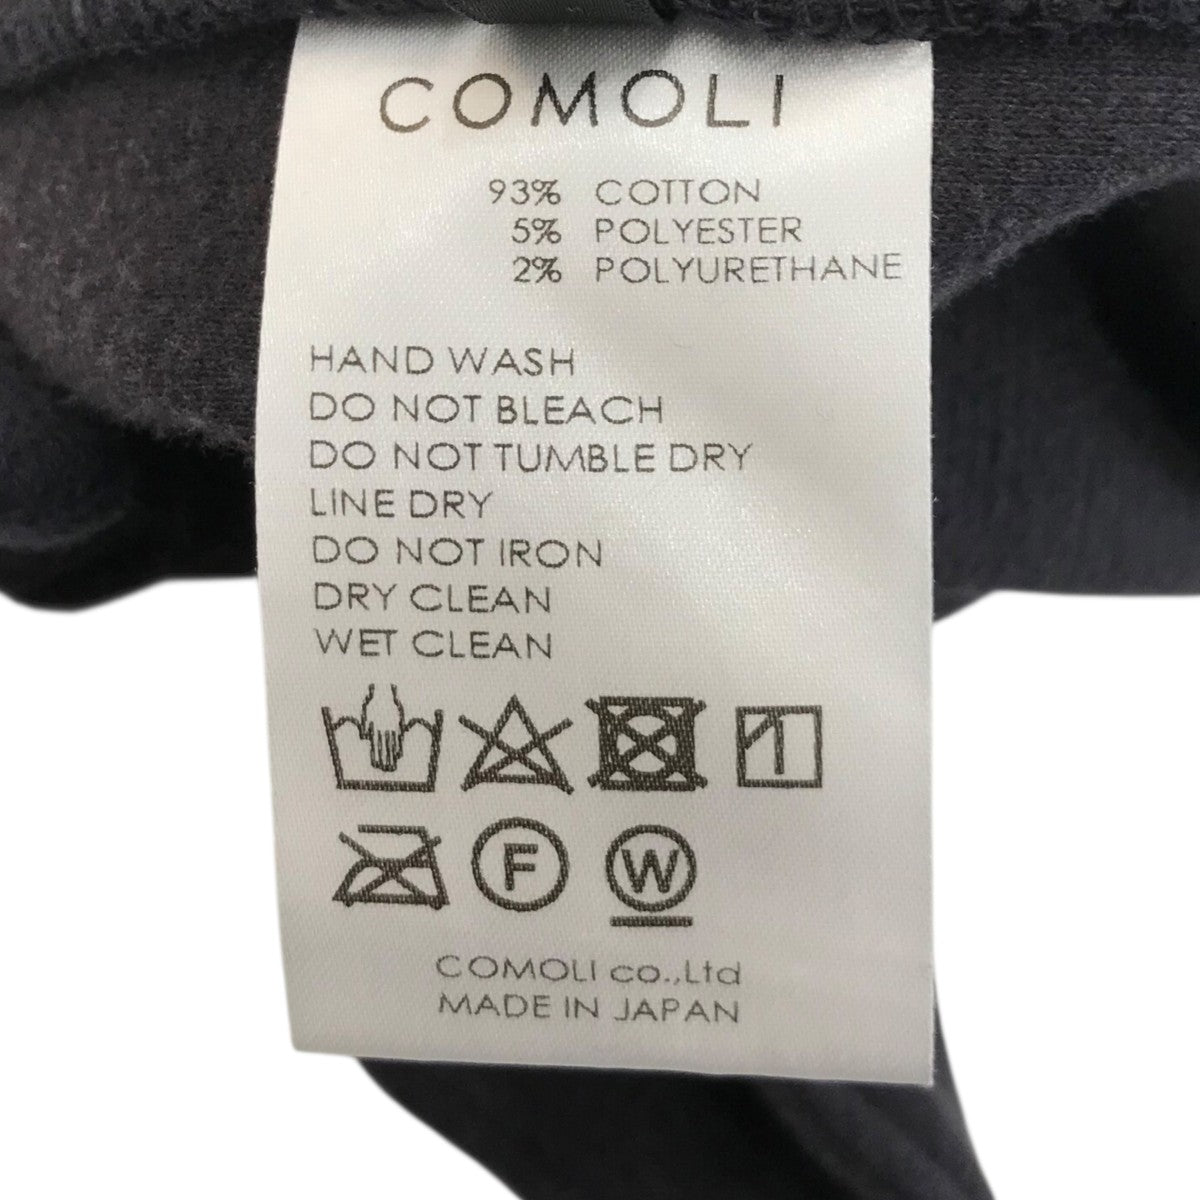 COMOLI
93% COTTON
5% POLYESTER
2% POLYURETHANE
HAND WASH
DO NOT BLEACH
DO NOT TUMBLE DRY
LINE DRY
DO NOT IRON
DRY CLEAN
WET CLEAN
F W
COMOLI co.,Ltd
MADE IN JAPAN